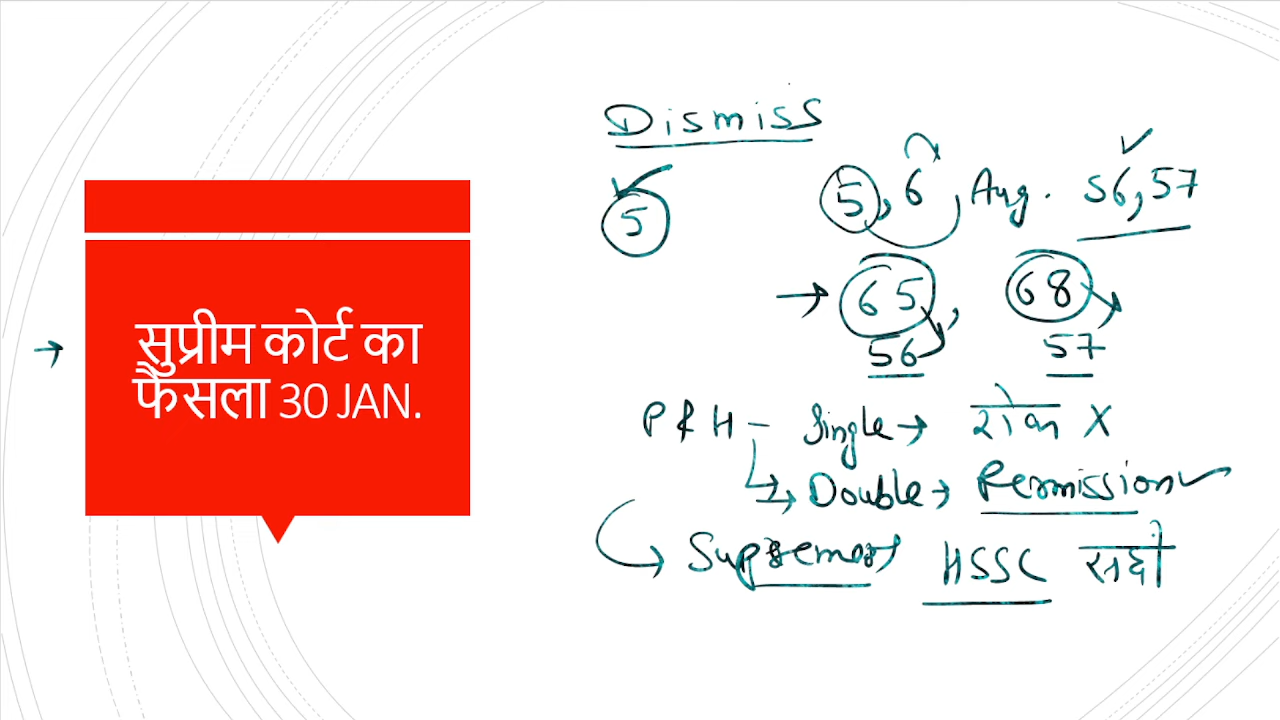 सुप्रीम कोर्ट का
फैसला 30 JAN.
Dismiss
5
5, 6, Aug. 56, 57
→ 65, 68
56 57
P & H - Single → रोक X
→ Double → Permission
→ HSSC सही